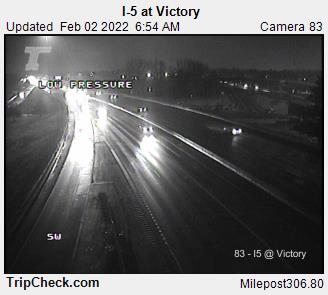 I-5 at Victory
Updated Feb 02 2022 6:54 AM Camera 83
T
LOW PRESSURE
SW
83 - I5 @ Victory
TripCheck.com Milepost306.80